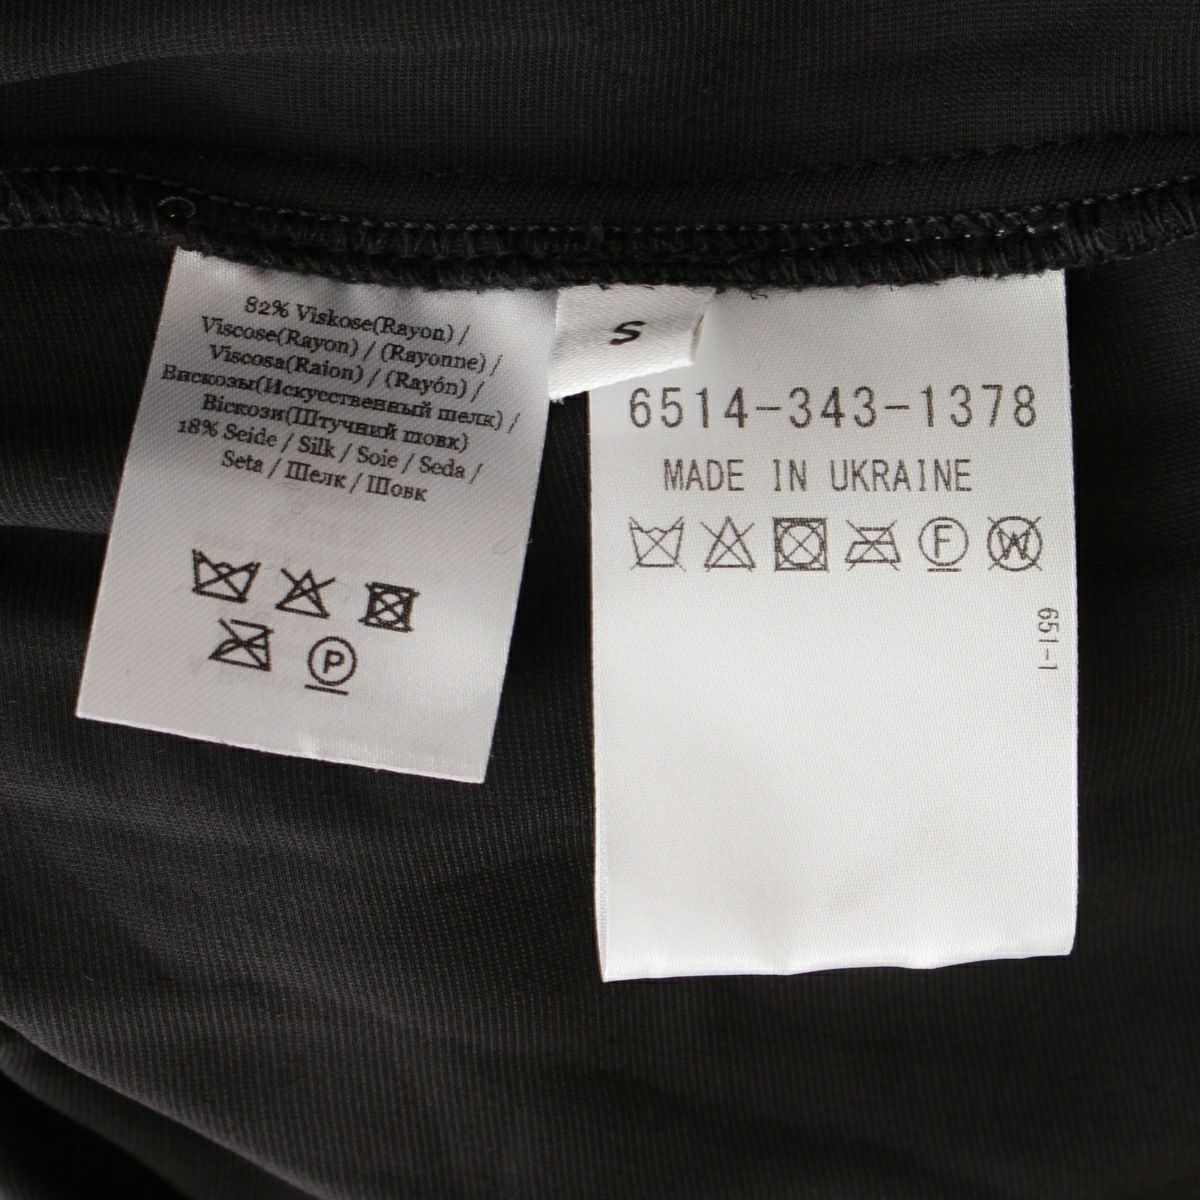 82% Viskose(Rayon) /
Viscose(Rayon) / (Rayonne) /
Viscosa(Raion) / (Rayón) /
Вискозы(Искусственный шелк) /
Віскози(Штучний шовк)
18% Seide / Silk / Soie / Seda /
Seta / Шелк / Шовк
P
S
6514-343-1378
MADE IN UKRAINE
F W
651-1